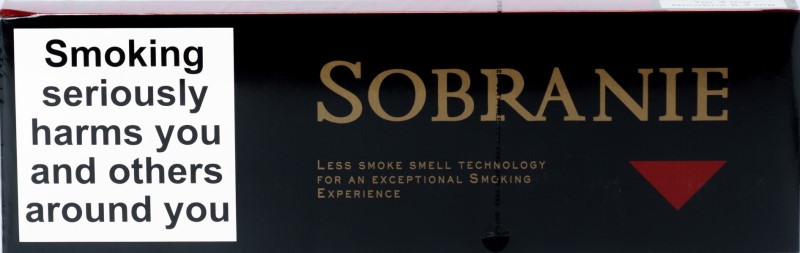 Smoking
seriously
harms you
and others
around you
SOBRANIE
LESS SMOKE SMELL TECHNOLOGY
FOR AN EXCEPTIONAL SMOKING
EXPERIENCE